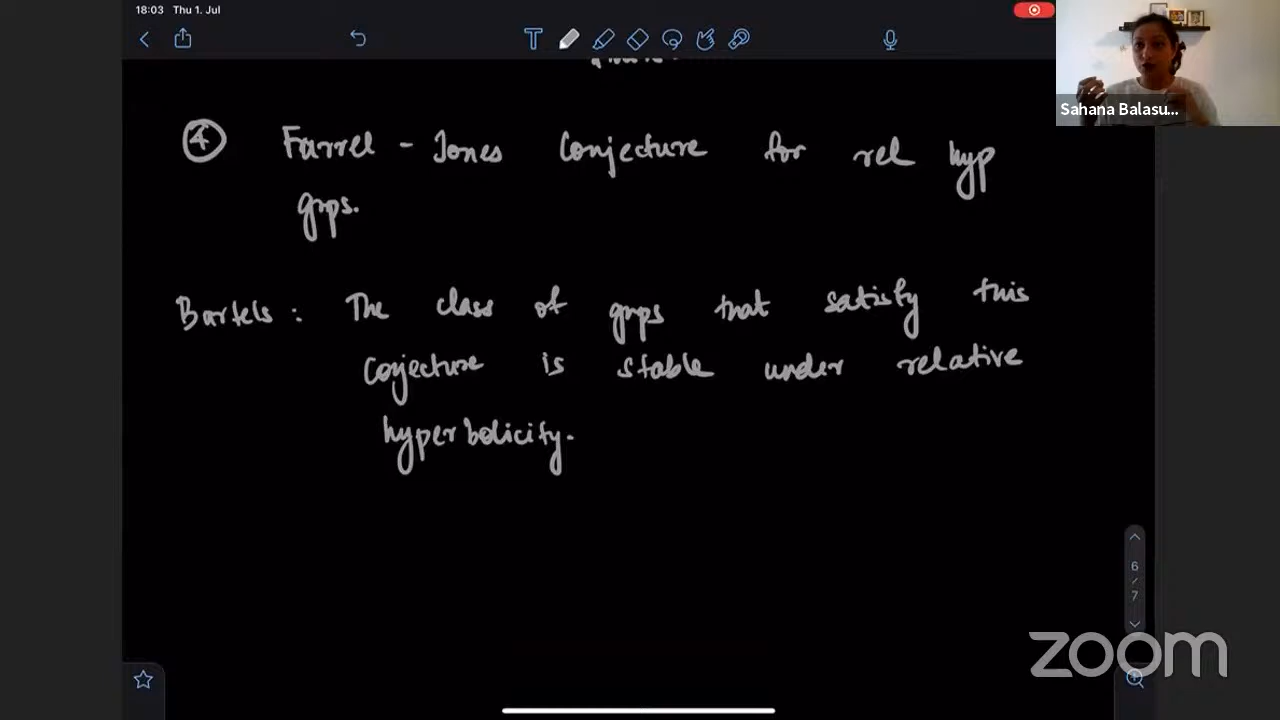 18:03 Thu 1. Jul
Sahana Balasu...
④ Farrel - Jones Conjecture for rel hyp
grps.
Bartels: The class of grps that satisfy this
conjecture is stable under relative
hyperbolicity.
6
/
7
zoom